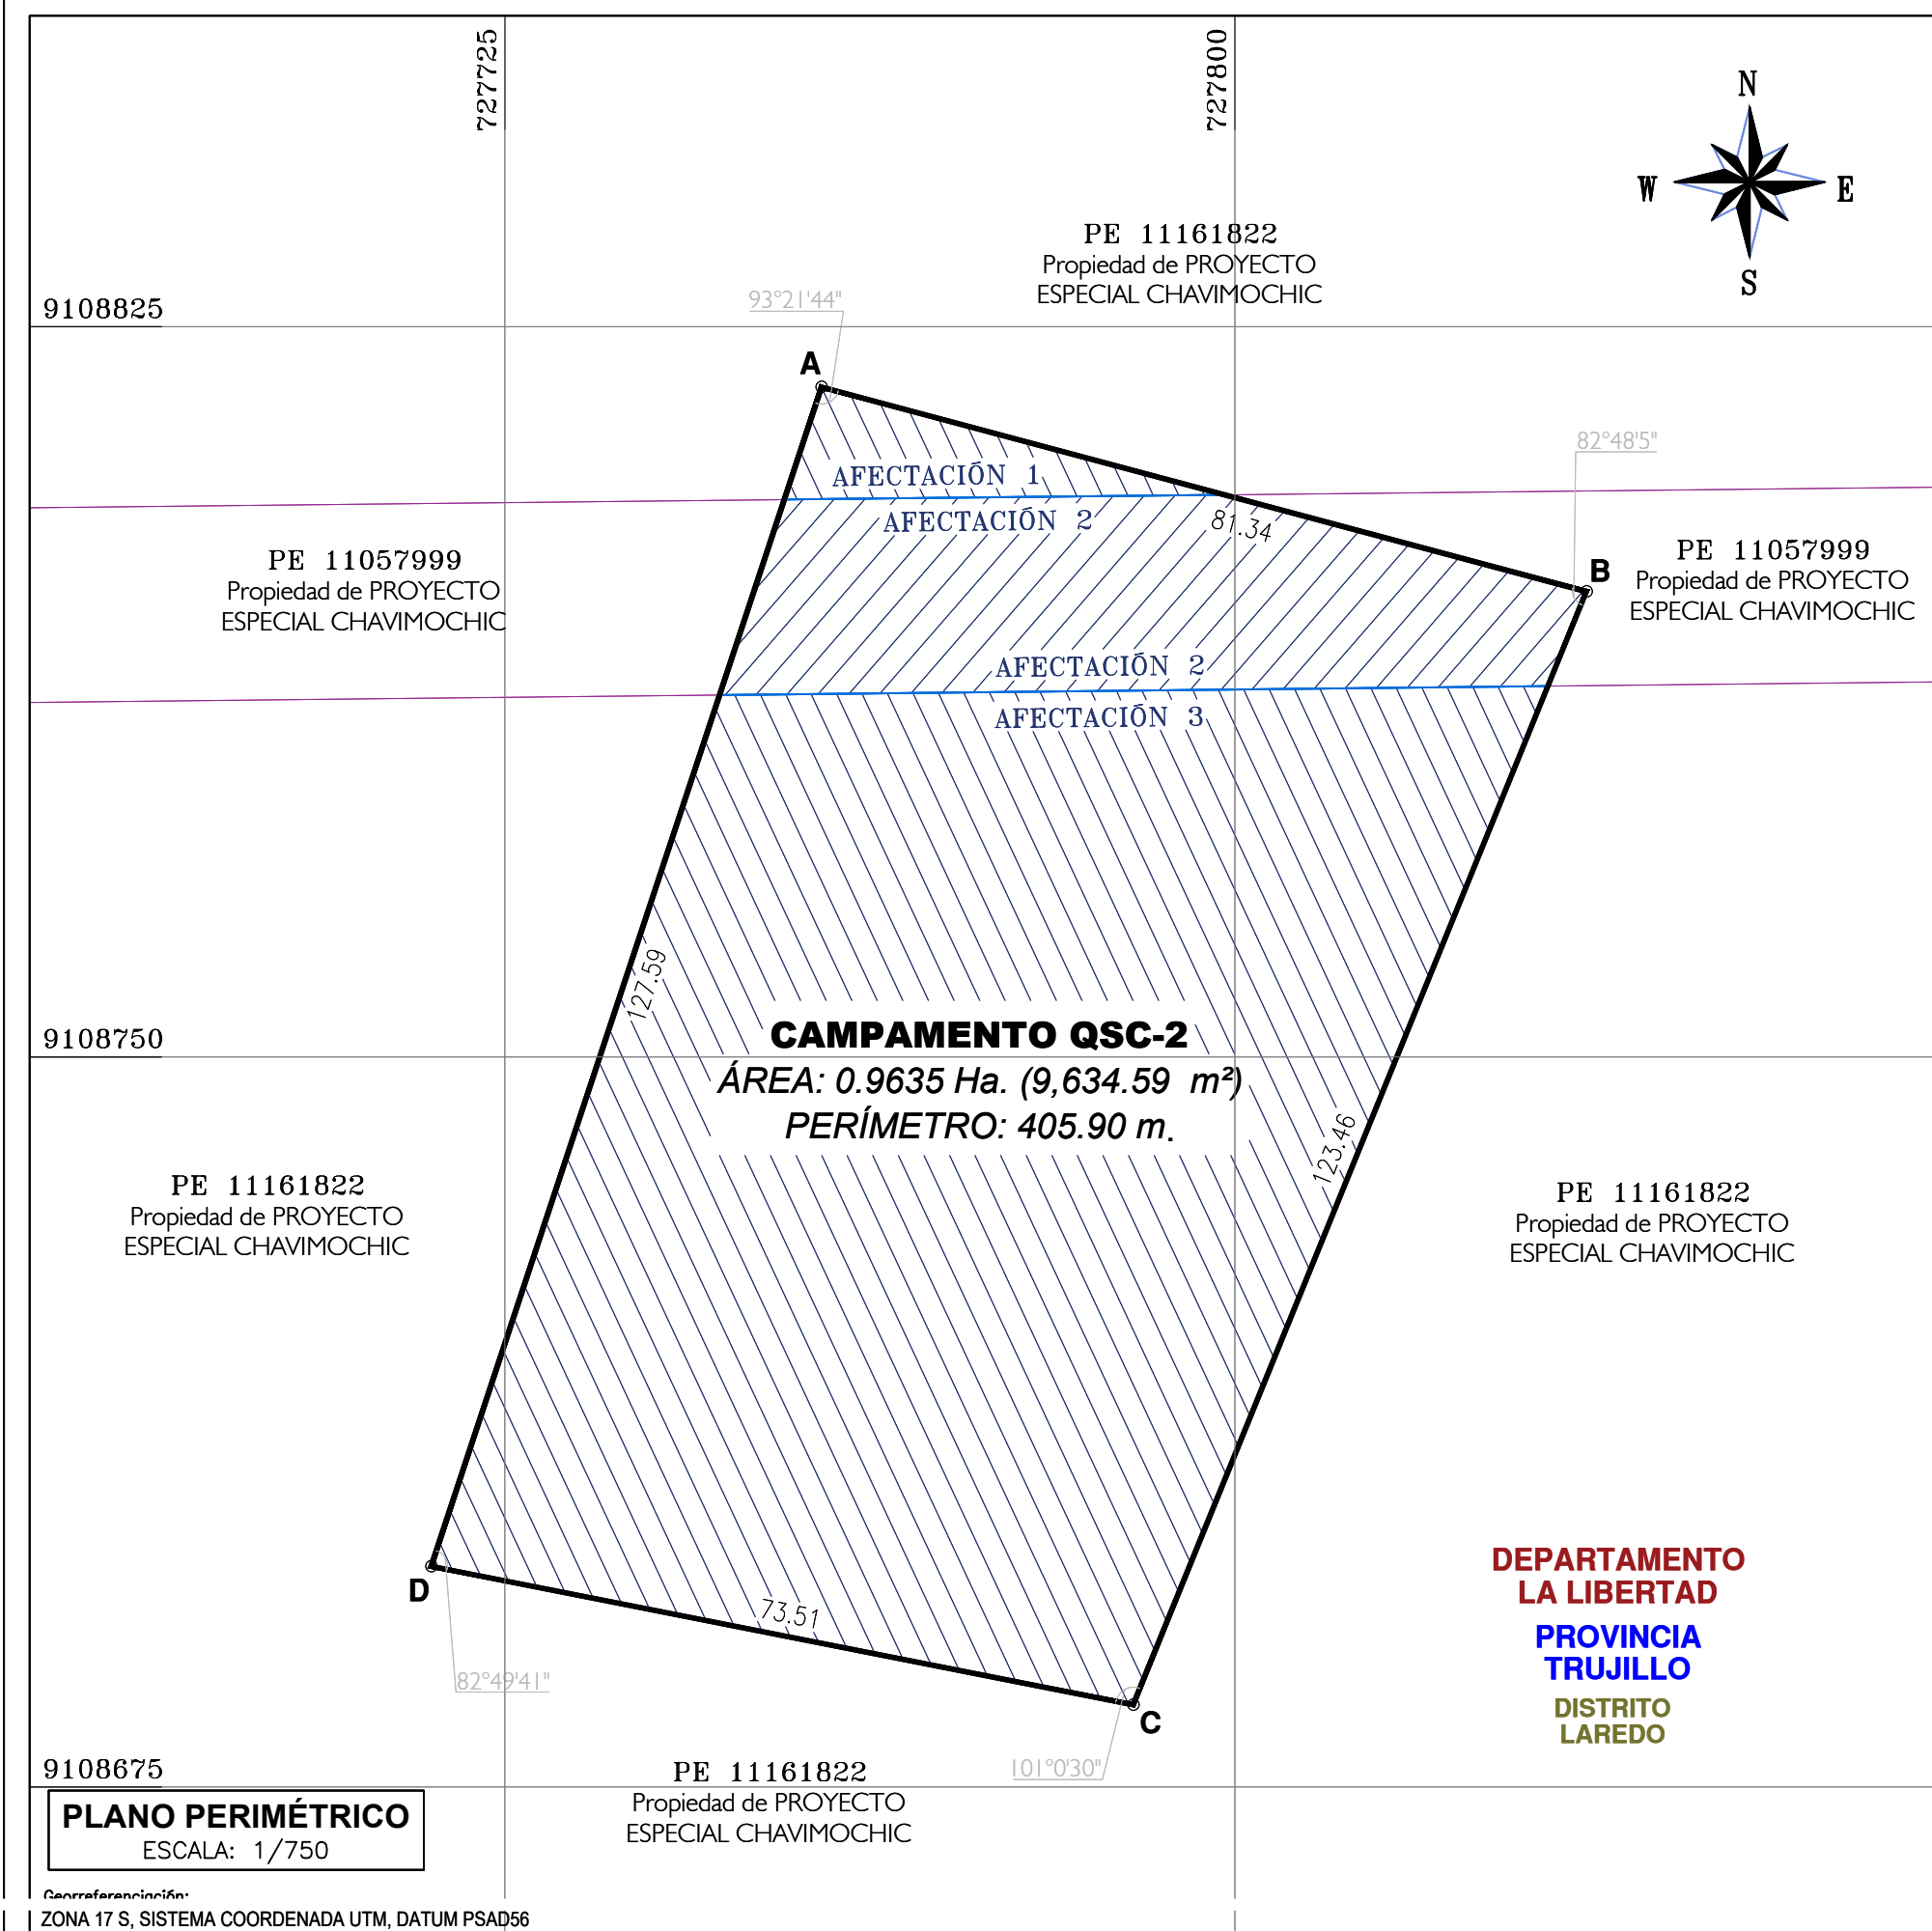 727725
727800
N
W
E
S
PE 11161822
Propiedad de PROYECTO
ESPECIAL CHAVIMOCHIC
93°21'44"
9108825
A
82°48'5"
AFECTACIÓN 1
AFECTACIÓN 2
81.34
PE 11057999
Propiedad de PROYECTO
ESPECIAL CHAVIMOCHIC
B
PE 11057999
Propiedad de PROYECTO
ESPECIAL CHAVIMOCHIC
AFECTACIÓN 2
AFECTACIÓN 3
127.59
9108750
CAMPAMENTO QSC-2
ÁREA: 0.9635 Ha. (9,634.59 m²)
PERÍMETRO: 405.90 m.
123.46
PE 11161822
Propiedad de PROYECTO
ESPECIAL CHAVIMOCHIC
PE 11161822
Propiedad de PROYECTO
ESPECIAL CHAVIMOCHIC
D
73.51
82°49'41"
C
101°0'30"
DEPARTAMENTO
LA LIBERTAD
PROVINCIA
TRUJILLO
DISTRITO
LAREDO
9108675
PE 11161822
Propiedad de PROYECTO
ESPECIAL CHAVIMOCHIC
PLANO PERIMÉTRICO
ESCALA: 1/750
Georreferenciación:
ZONA 17 S, SISTEMA COORDENADA UTM, DATUM PSAD56